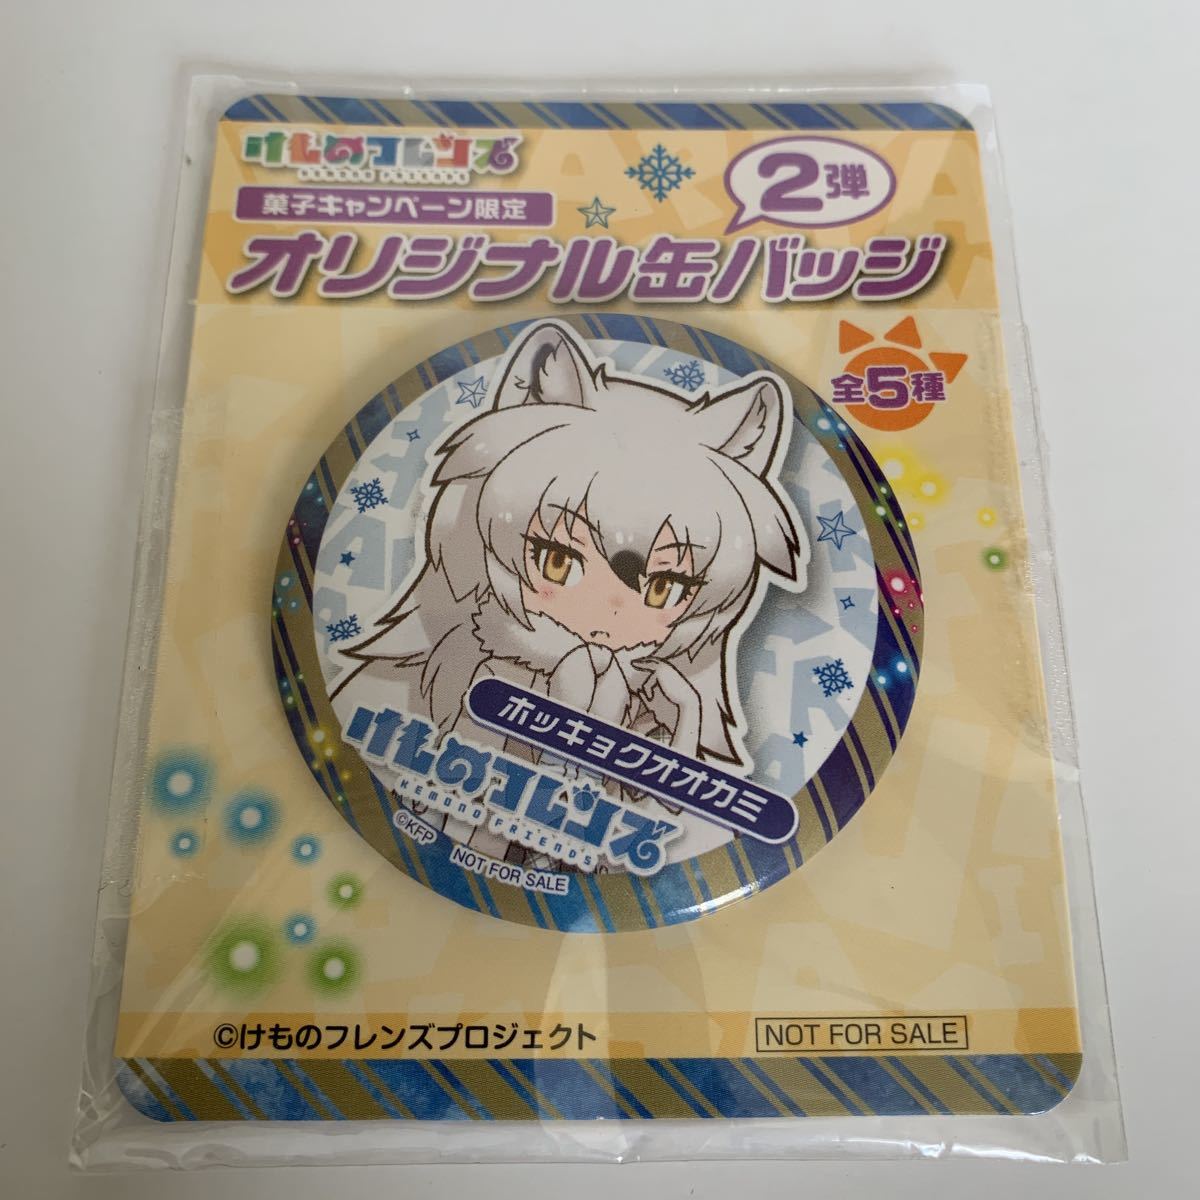 けものフレンズ
KEMONO FRIENDS
菓子キャンペーン限定
2弾
オリジナル缶バッジ
全5種
ホッキョクオオカミ
けものフレンズ
KEMONO FRIENDS
©KFP NOT FOR SALE
©けものフレンズプロジェクト
NOT FOR SALE